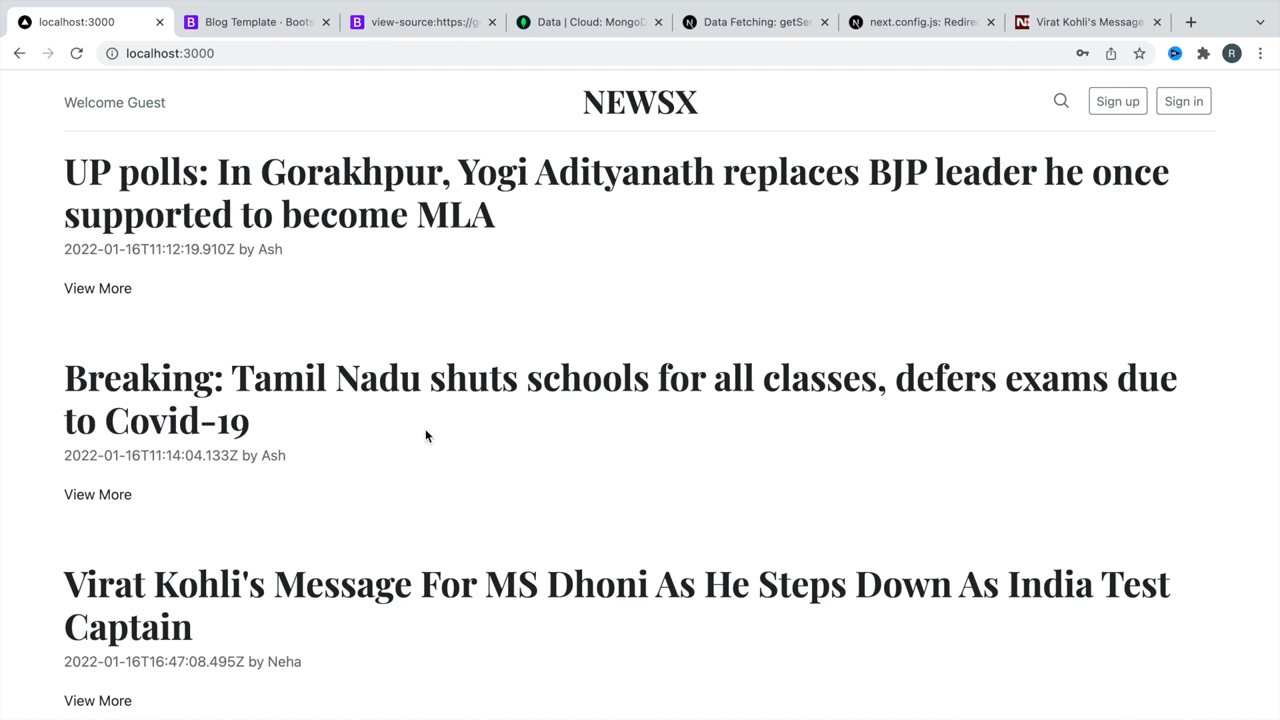 localhost:3000
Blog Template · Boots
view-source:https://g
Data | Cloud: MongoD
Data Fetching: getSer
next.config.js: Redire
Virat Kohli's Message
localhost:3000
R
Welcome Guest
NEWSX
Sign up
Sign in
UP polls: In Gorakhpur, Yogi Adityanath replaces BJP leader he once
supported to become MLA
2022-01-16T11:12:19.910Z by Ash
View More
Breaking: Tamil Nadu shuts schools for all classes, defers exams due
to Covid-19
2022-01-16T11:14:04.133Z by Ash
View More
Virat Kohli's Message For MS Dhoni As He Steps Down As India Test
Captain
2022-01-16T16:47:08.495Z by Neha
View More